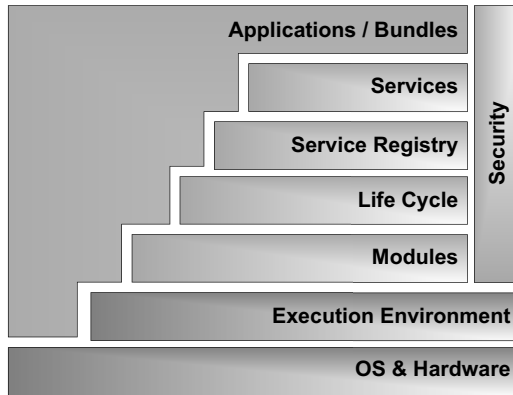 Applications / Bundles
Services
Service Registry
Life Cycle
Modules
Security
Execution Environment
OS & Hardware